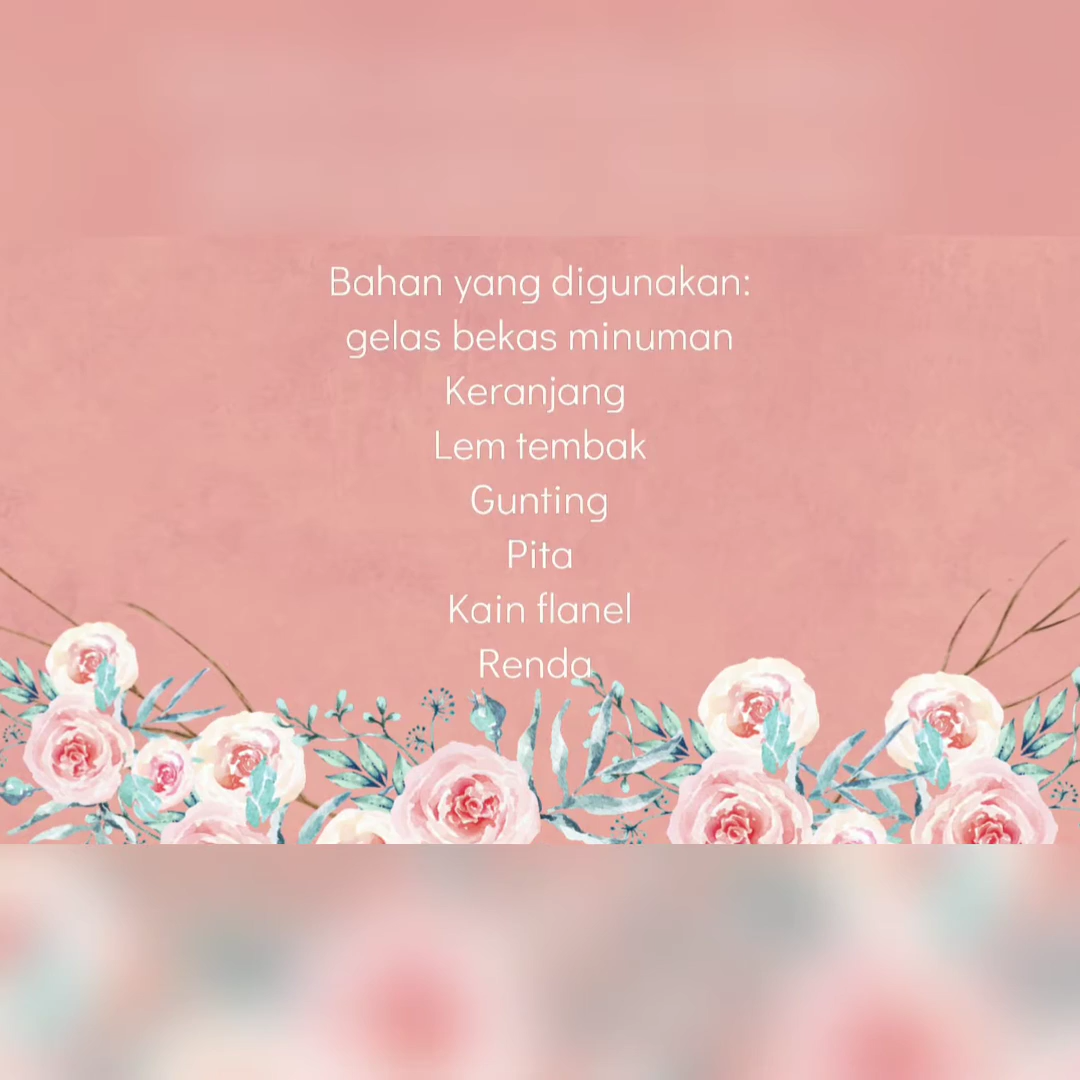 Bahan yang digunakan:
gelas bekas minuman
Keranjang
Lem tembak
Gunting
Pita
Kain flanel
Renda